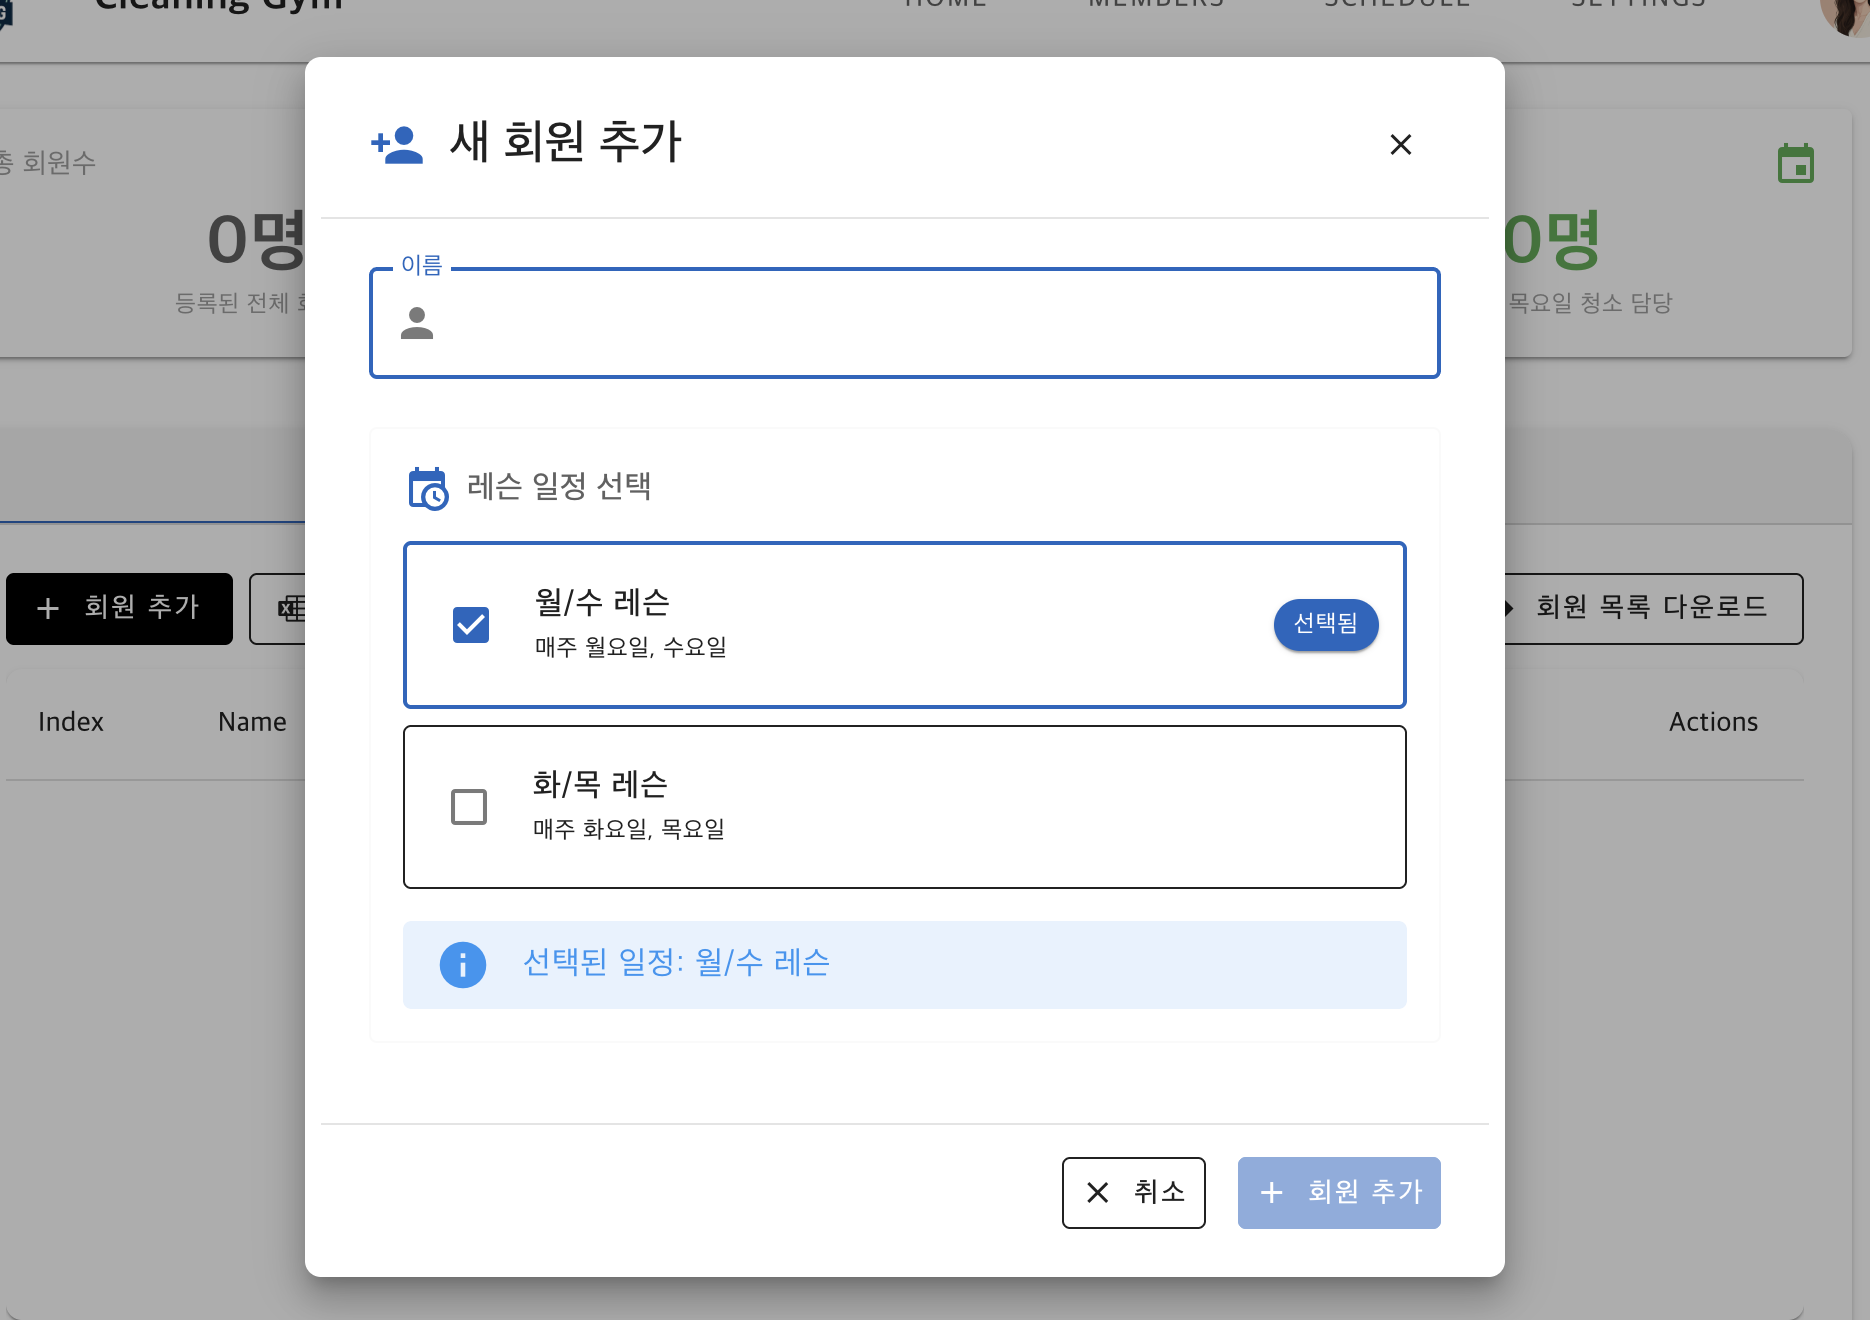 Cleaning Gym
HOME
MEMBERS
SCHEDULE
SETTINGS
총 회원수
0명
등록된 전체
0명
목요일 청소 담당
회원 추가
회원 목록 다운로드
Index
Name
Actions
새 회원 추가
이름
레슨 일정 선택
월/수 레슨
매주 월요일, 수요일
선택됨
화/목 레슨
매주 화요일, 목요일
선택된 일정: 월/수 레슨
취소
회원 추가